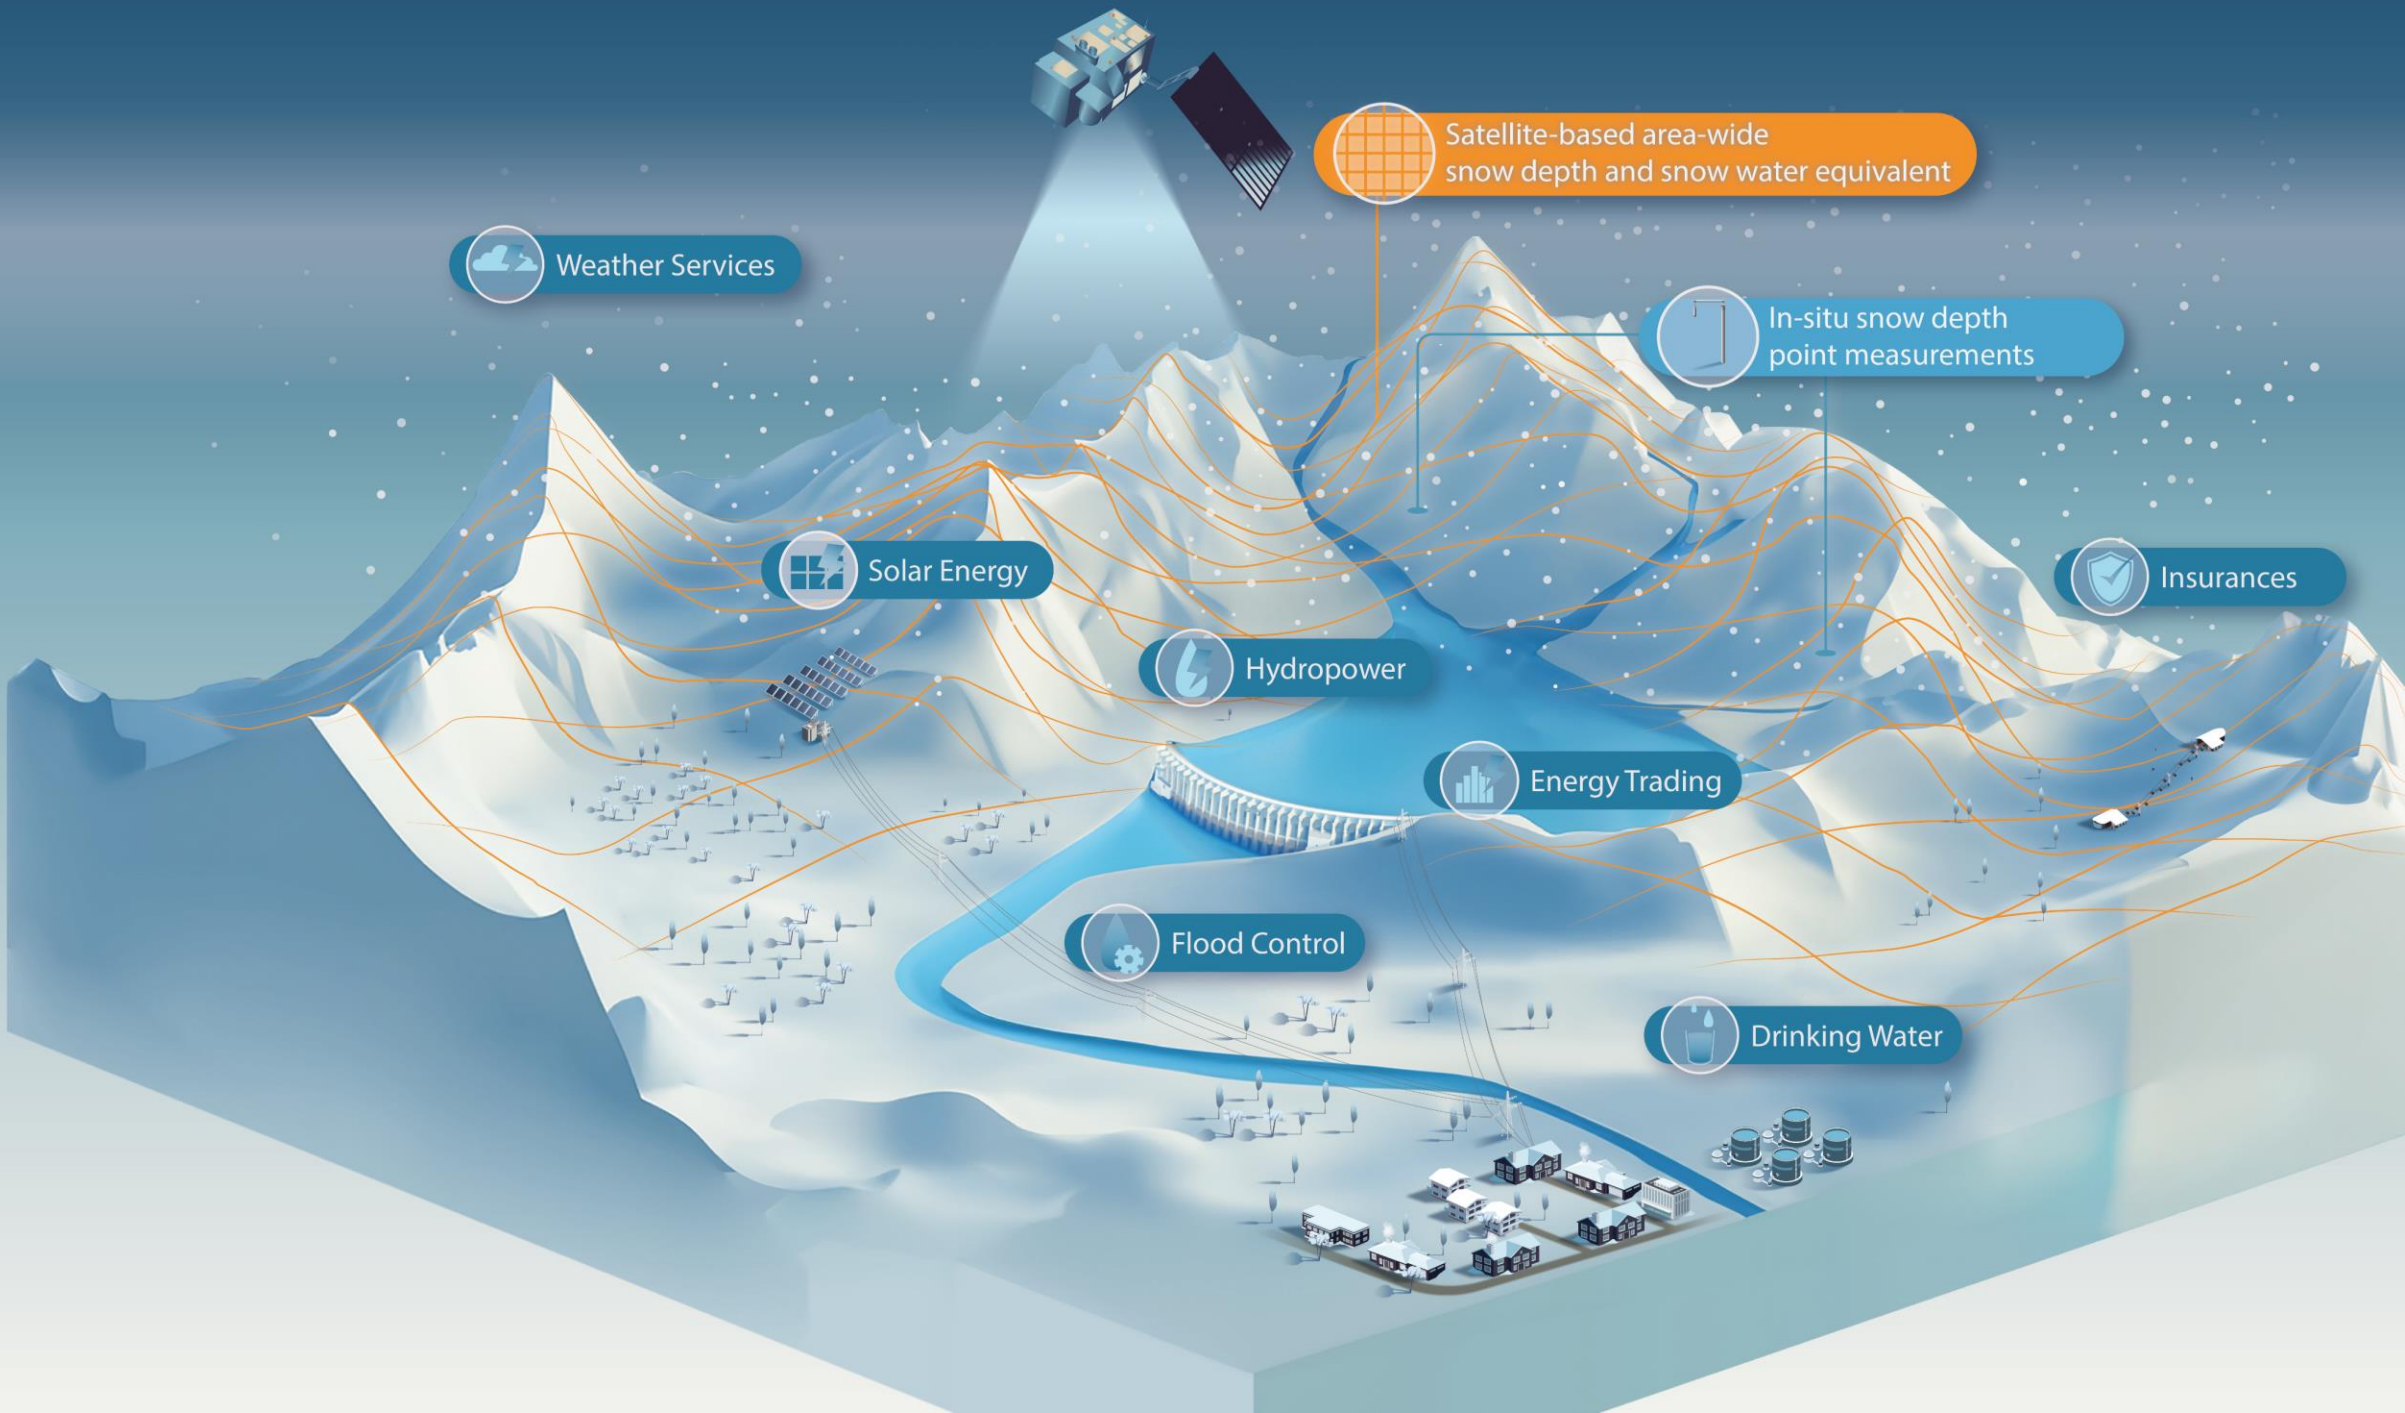 Satellite-based area-wide
snow depth and snow water equivalent
Weather Services
In-situ snow depth
point measurements
Solar Energy
Insurances
Hydropower
Energy Trading
Flood Control
Drinking Water